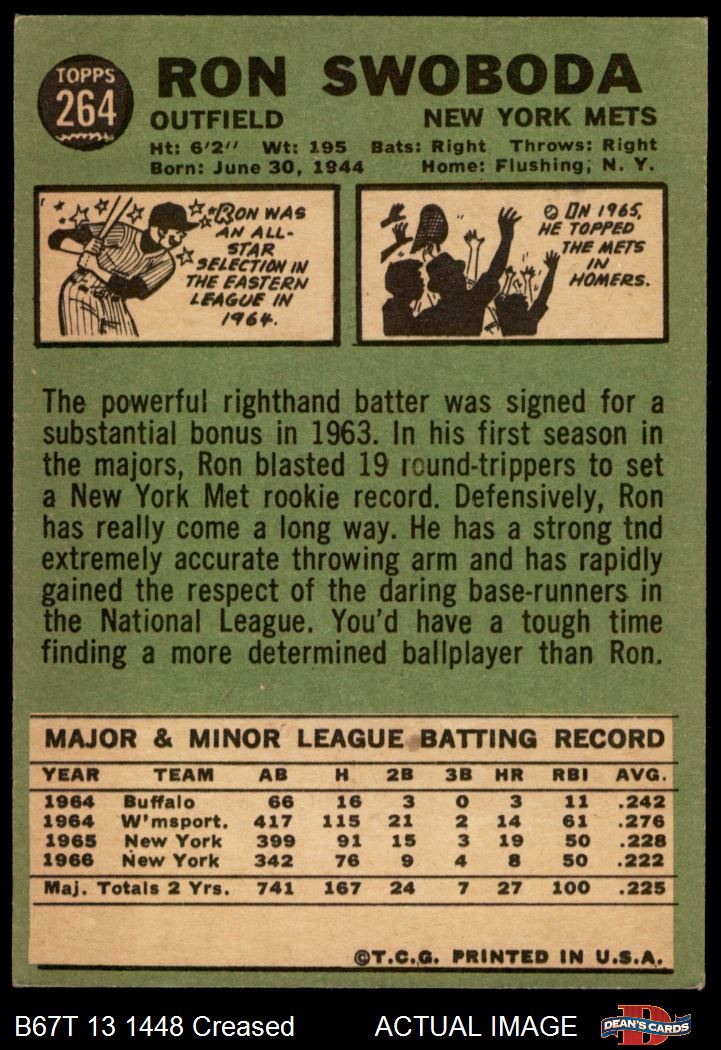 TOPPS
264
RON SWOBODA
OUTFIELD NEW YORK METS
Ht: 6'2" Wt: 195 Bats: Right Throws: Right
Born: June 30, 1944 Home: Flushing, N. Y.
RON WAS
AN ALL-
STAR
SELECTION IN
THE EASTERN
LEAGUE IN
1964.
IN 1965,
HE TOPPED
THE METS
IN
HOMERS.
The powerful righthand batter was signed for a
substantial bonus in 1963. In his first season in
the majors, Ron blasted 19 round-trippers to set
a New York Met rookie record. Defensively, Ron
has really come a long way. He has a strong tnd
extremely accurate throwing arm and has rapidly
gained the respect of the daring base-runners in
the National League. You'd have a tough time
finding a more determined ballplayer than Ron.
MAJOR & MINOR LEAGUE BATTING RECORD
YEAR TEAM AB H 2B 3B HR RBI AVG.
1964 Buffalo 66 16 3 0 3 11 .242
1964 W'msport. 417 115 21 2 14 61 .276
1965 New York 399 91 15 3 19 50 .228
1966 New York 342 76 9 4 8 50 .222
Maj. Totals 2 Yrs. 741 167 24 7 27 100 .225
©T.C.G. PRINTED IN U.S.A.
B67T 13 1448 Creased ACTUAL IMAGE
DEAN'S CARDS